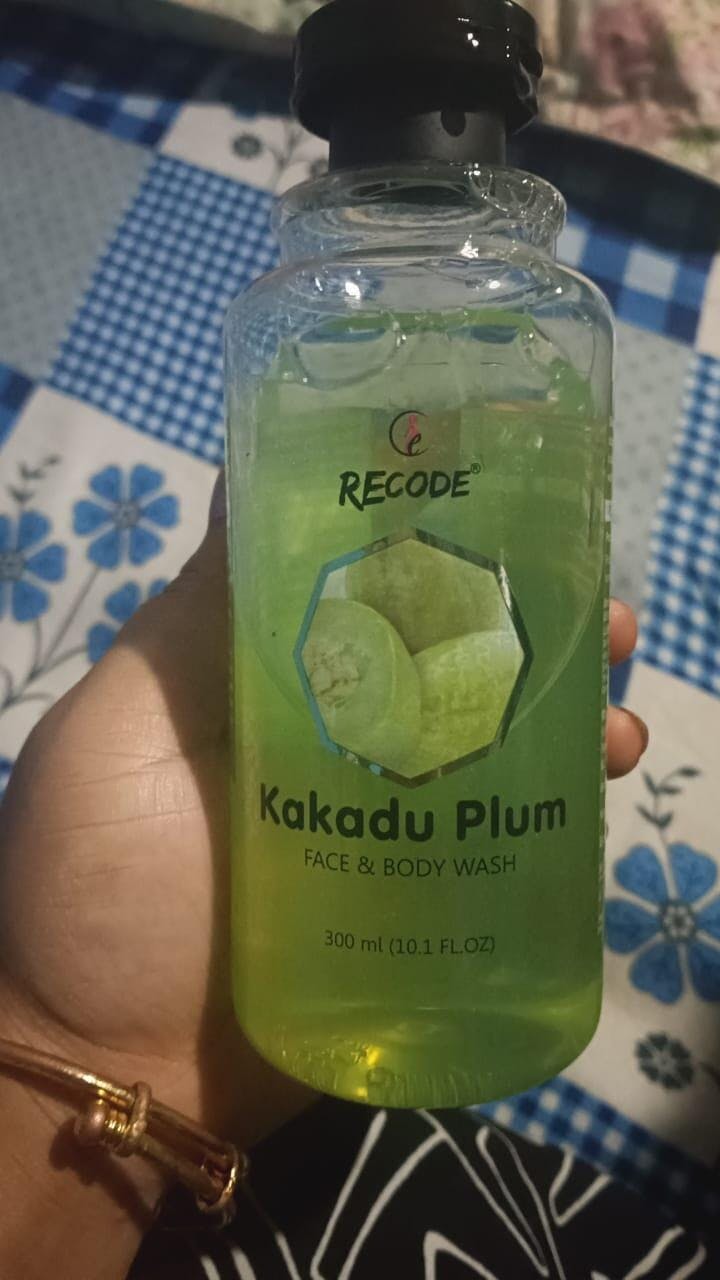 RECODE®
Kakadu Plum
FACE & BODY WASH
300 ml (10.1 FL.OZ)